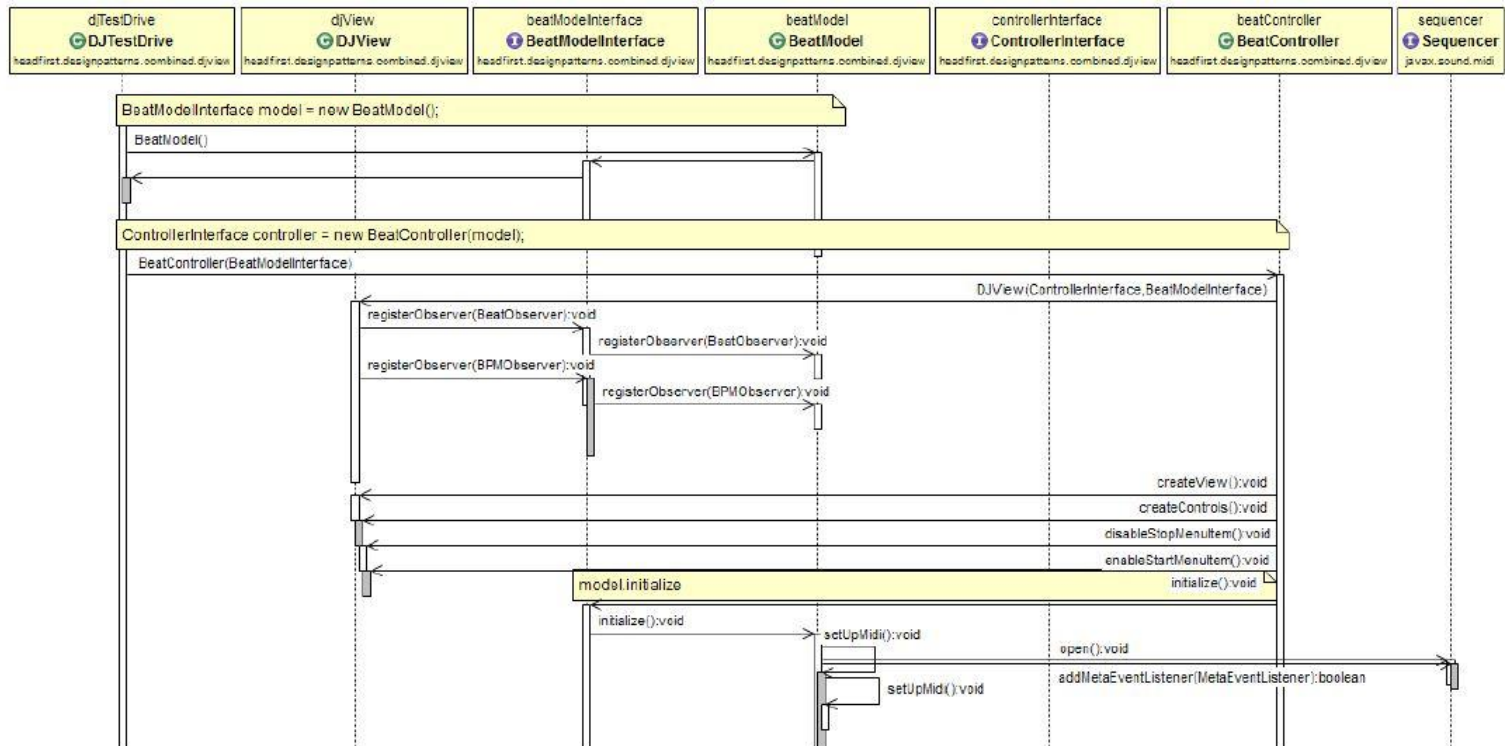 djTestDrive
DJTestDrive
headfirst.designpatterns.combined.djview
djView
DJView
headfirst.designpatterns.combined.djview
beatModelInterface
BeatModelInterface
headfirst.designpatterns.combined.djview
beatModel
BeatModel
headfirst.designpatterns.combined.djview
controllerInterface
ControllerInterface
headfirst.designpatterns.combined.djview
beatController
BeatController
headfirst.designpatterns.combined.djview
sequencer
Sequencer
javax.sound.midi
BeatModelInterface model = new BeatModel();
BeatModel()
ControllerInterface controller = new BeatController(model);
BeatController(BeatModelInterface)
DJView(ControllerInterface,BeatModelInterface)
registerObserver(BeatObserver):void
registerObserver(BeatObserver):void
registerObserver(BPMObserver):void
registerObserver(BPMObserver):void
createView():void
createControls():void
disableStopMenuItem():void
enableStartMenuItem():void
model.initialize
initialize():void
initialize():void
setUpMidi():void
open():void
addMetaEventListener(MetaEventListener):boolean
setUpMidi():void